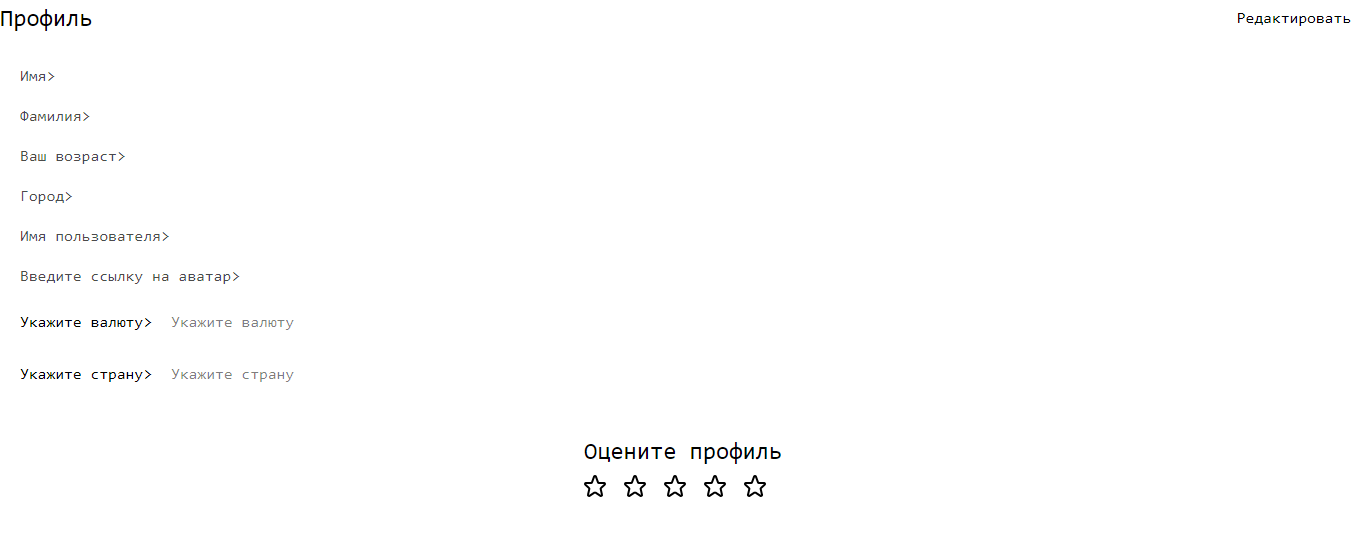 Профиль
Редактировать
Имя>
Фамилия>
Ваш возраст>
Город>
Имя пользователя>
Введите ссылку на аватар>
Укажите валюту> Укажите валюту
Укажите страну> Укажите страну
Оцените профиль